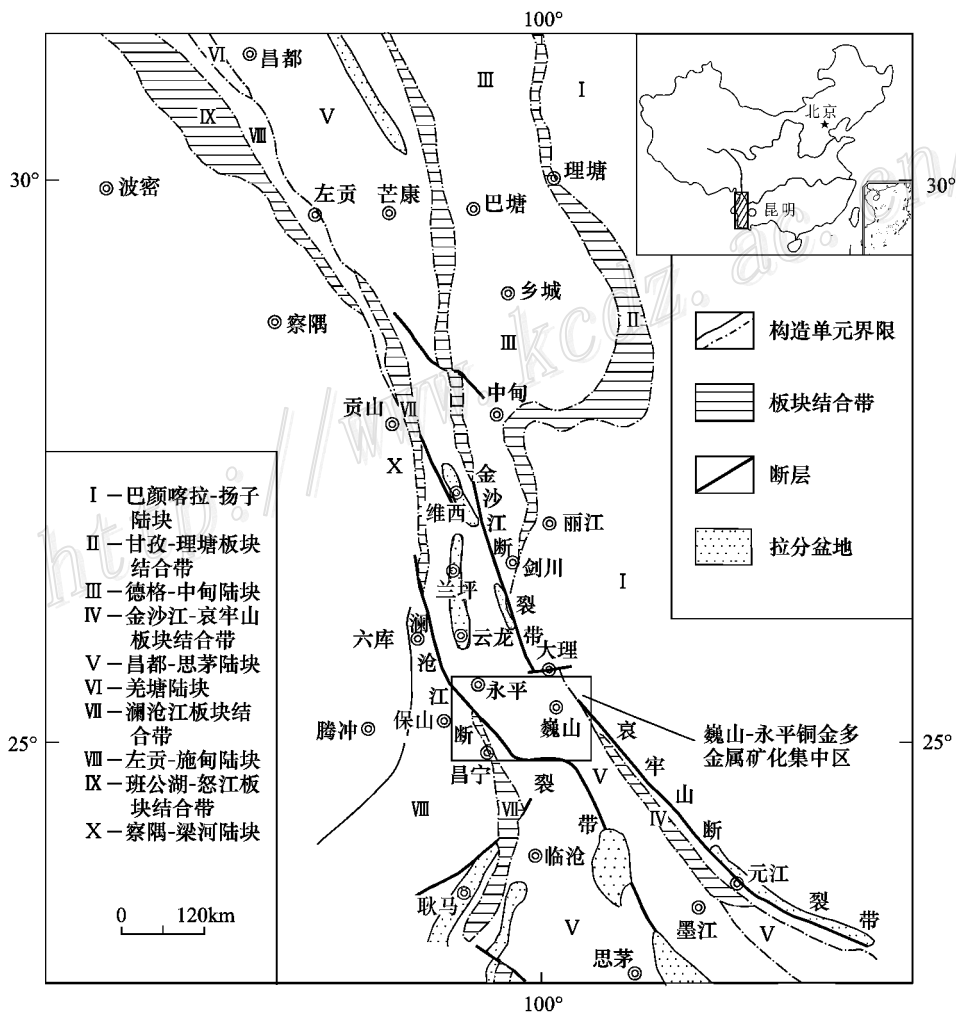 100°
Ⅵ
昌都
Ⅲ
Ⅰ
Ⅴ
Ⅸ
Ⅷ
北京
昆明
30°
波密
左贡
芒康
巴塘
理塘
30°
乡城
察隅
Ⅱ
Ⅲ
构造单元界限
板块结合带
断层
拉分盆地
中甸
贡山
Ⅶ
Ⅹ
维西
金沙江断裂带
丽江
剑川
Ⅰ
兰坪
六库
云龙
大理
澜沧江断裂带
永平
保山
巍山
腾冲
昌宁
25°
25°
巍山-永平铜金多
金属矿化集中区
哀牢山断裂带
Ⅴ
Ⅳ
Ⅷ
Ⅶ
临沧
耿马
元江
墨江
Ⅴ
Ⅴ
思茅
100°
Ⅰ－巴颜喀拉-扬子
陆块
Ⅱ－甘孜-理塘板块
结合带
Ⅲ－德格-中甸陆块
Ⅳ－金沙江-哀牢山
板块结合带
Ⅴ－昌都-思茅陆块
Ⅵ－羌塘陆块
Ⅶ－澜沧江板块结
合带
Ⅷ－左贡-施甸陆块
Ⅸ－班公湖-怒江板
块结合带
Ⅹ－察隅-梁河陆块
0 120km
http://www.kcdz.ac.cn/